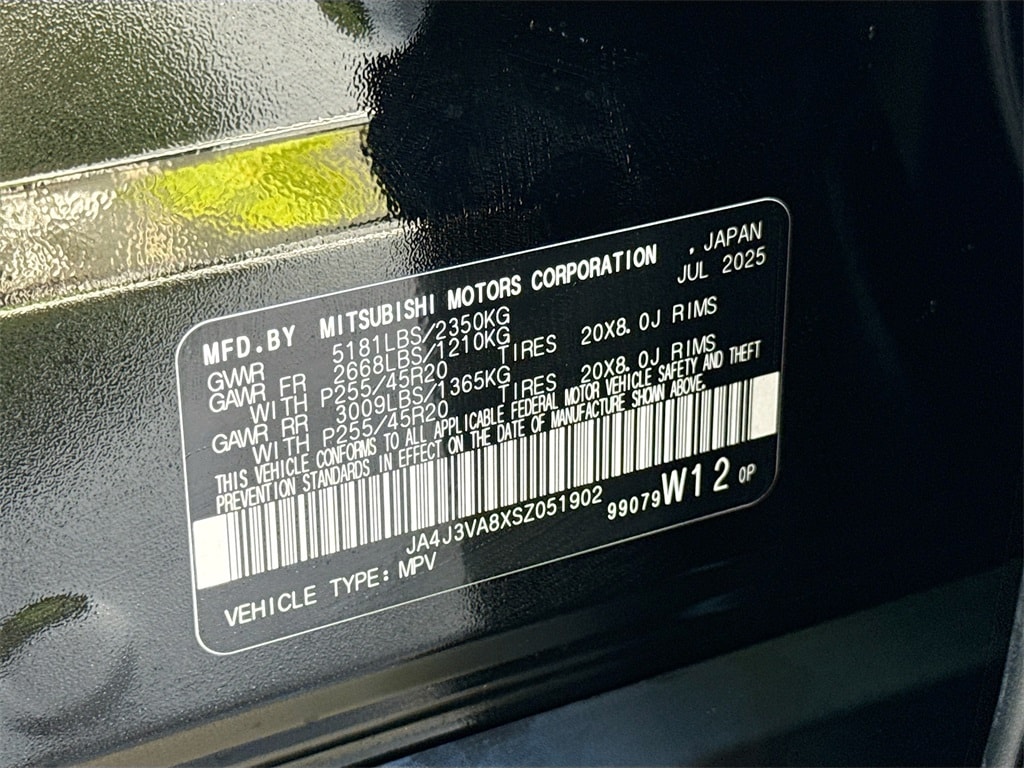 MFD.BY MITSUBISHI MOTORS CORPORATION , JAPAN
JUL 2025
GVWR 5181LBS/2350KG
GAWR FR 2668LBS/1210KG
WITH P255/45R20 TIRES 20X8.0J RIMS
GAWR RR 3009LBS/1365KG
WITH P255/45R20 TIRES 20X8.0J RIMS
THIS VEHICLE CONFORMS TO ALL APPLICABLE FEDERAL MOTOR VEHICLE SAFETY AND THEFT
PREVENTION STANDARDS IN EFFECT ON THE DATE OF MANUFACTURE SHOWN ABOVE.
JA4J3VA8XSZ051902 99079 W12 OP
VEHICLE TYPE: MPV